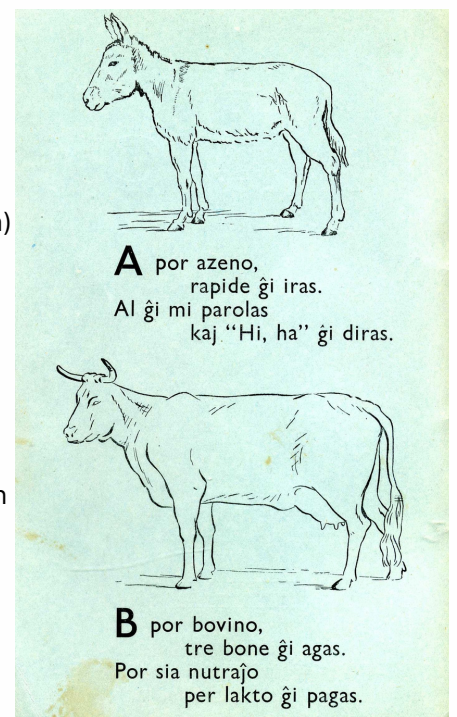 )
A por azeno,
rapide ĝi iras.
Al ĝi mi parolas
kaj "Hi, ha" ĝi diras.
B por bovino,
tre bone ĝi agas.
Por sia nutraĵo
per lakto ĝi pagas.